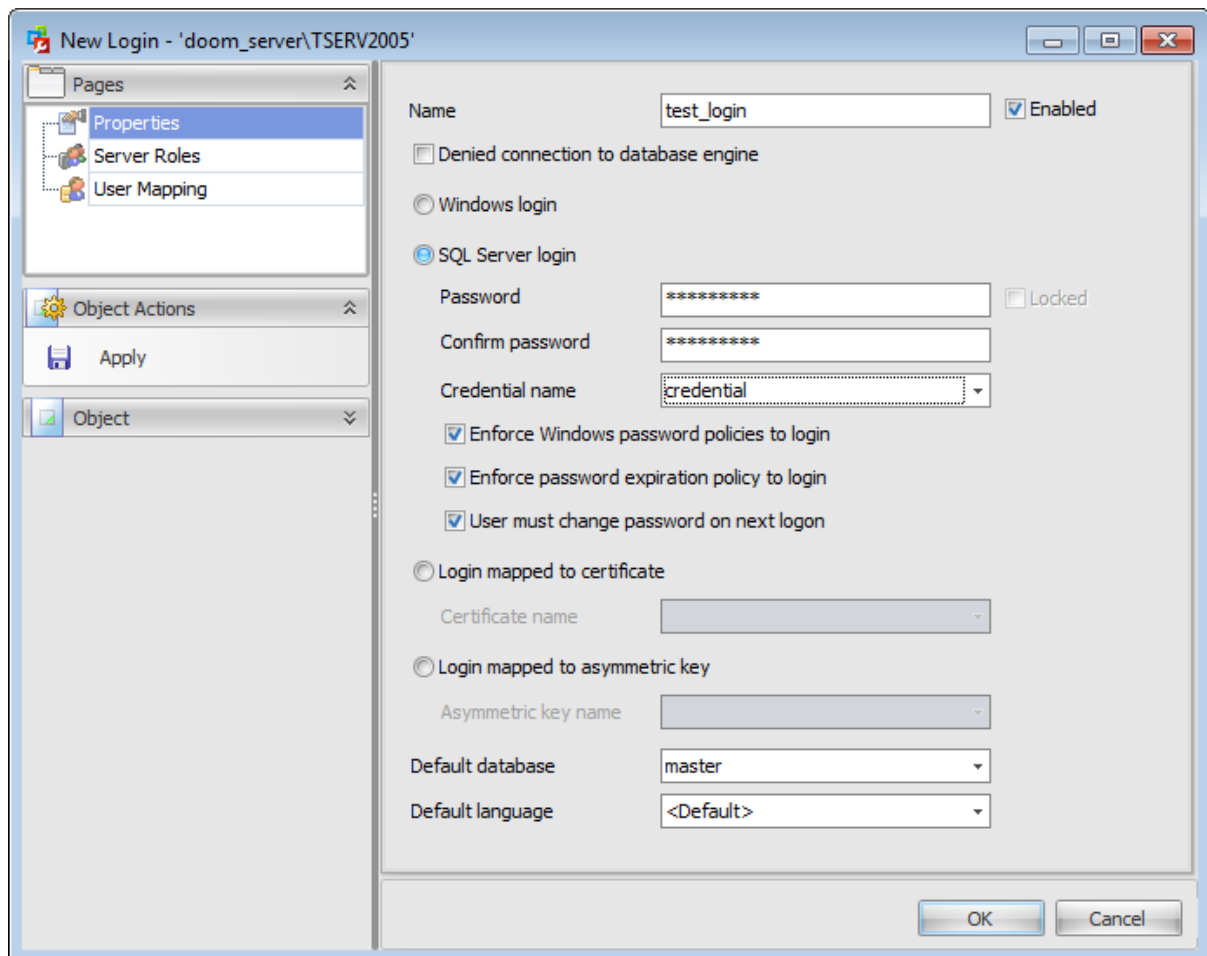 New Login - 'doom_server\TSERV2005'
Pages
Properties
Server Roles
User Mapping
Object Actions
Apply
Object
Name test_login Enabled
Denied connection to database engine
Windows login
SQL Server login
Password ********* Locked
Confirm password *********
Credential name credential
Enforce Windows password policies to login
Enforce password expiration policy to login
User must change password on next logon
Login mapped to certificate
Certificate name
Login mapped to asymmetric key
Asymmetric key name
Default database master
Default language <Default>
OK Cancel